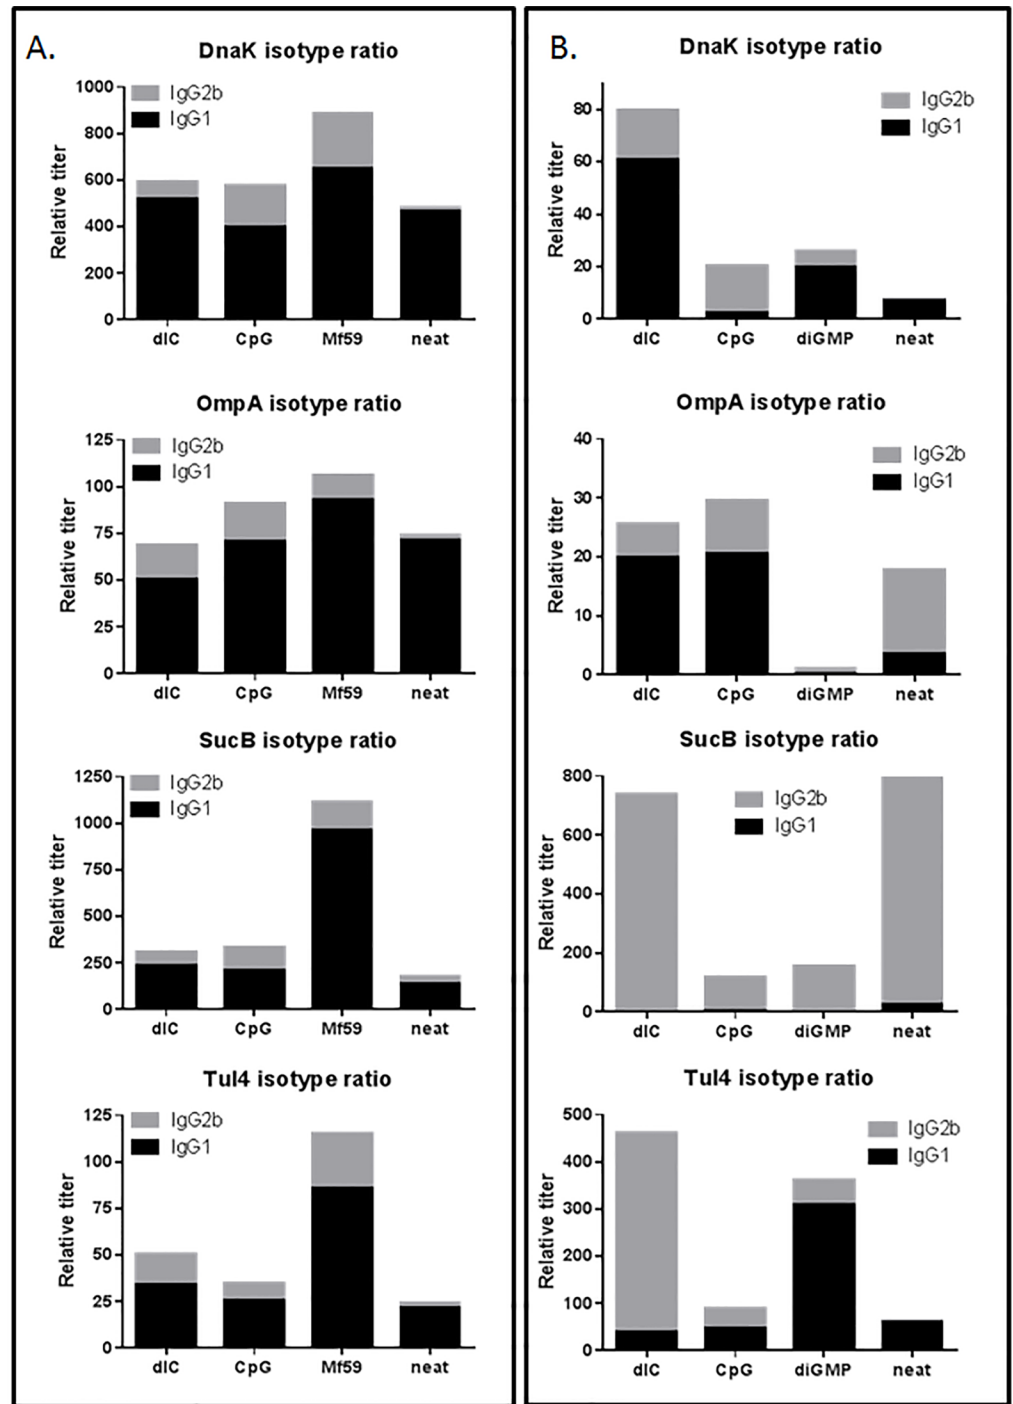 A.
DnaK isotype ratio
IgG2b
IgG1
Relative titer
1000
800
600
400
200
0
dIC CpG Mf59 neat
OmpA isotype ratio
IgG2b
IgG1
Relative titer
125
100
75
50
25
0
dIC CpG Mf59 neat
SucB isotype ratio
IgG2b
IgG1
Relative titer
1250
1000
750
500
250
0
dIC CpG Mf59 neat
Tul4 isotype ratio
IgG2b
IgG1
Relative titer
125
100
75
50
25
0
dIC CpG Mf59 neat
B.
DnaK isotype ratio
IgG2b
IgG1
Relative titer
80
60
40
20
0
dIC CpG diGMP neat
OmpA isotype ratio
IgG2b
IgG1
Relative titer
40
30
20
10
0
dIC CpG diGMP neat
SucB isotype ratio
IgG2b
IgG1
Relative titer
800
600
400
200
0
dIC CpG diGMP neat
Tul4 isotype ratio
IgG2b
IgG1
Relative titer
500
400
300
200
100
0
dIC CpG diGMP neat